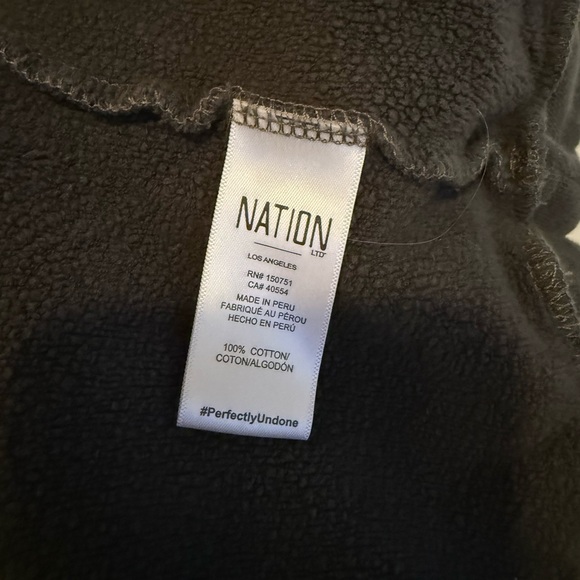 NATION
LTD
LOS ANGELES
RN# 150751
CA# 40554
MADE IN PERU
FABRIQUÉ AU PÉROU
HECHO EN PERÚ
100% COTTON/
COTON/ALGODÓN
#PerfectlyUndone